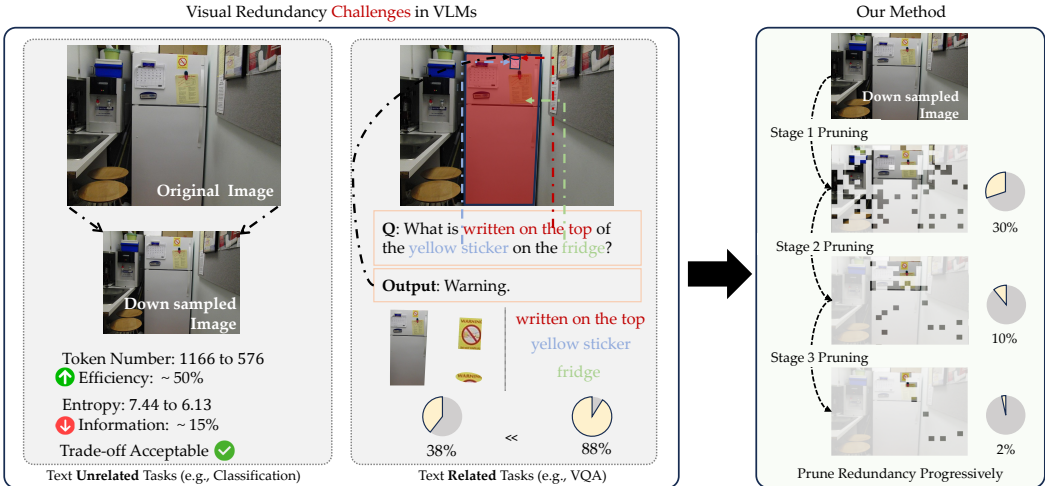 Visual Redundancy Challenges in VLMs
Original Image
Down sampled
Image
Token Number: 1166 to 576
Efficiency: ~ 50%
Entropy: 7.44 to 6.13
Information: ~ 15%
Trade-off Acceptable
Text Unrelated Tasks (e.g., Classification)
Q: What is written on the top of
the yellow sticker on the fridge?
Output: Warning.
WARNING
written on the top
yellow sticker
fridge
38%
<<
88%
Text Related Tasks (e.g., VQA)
Our Method
Down sampled
Image
Stage 1 Pruning
30%
Stage 2 Pruning
10%
Stage 3 Pruning
2%
Prune Redundancy Progressively